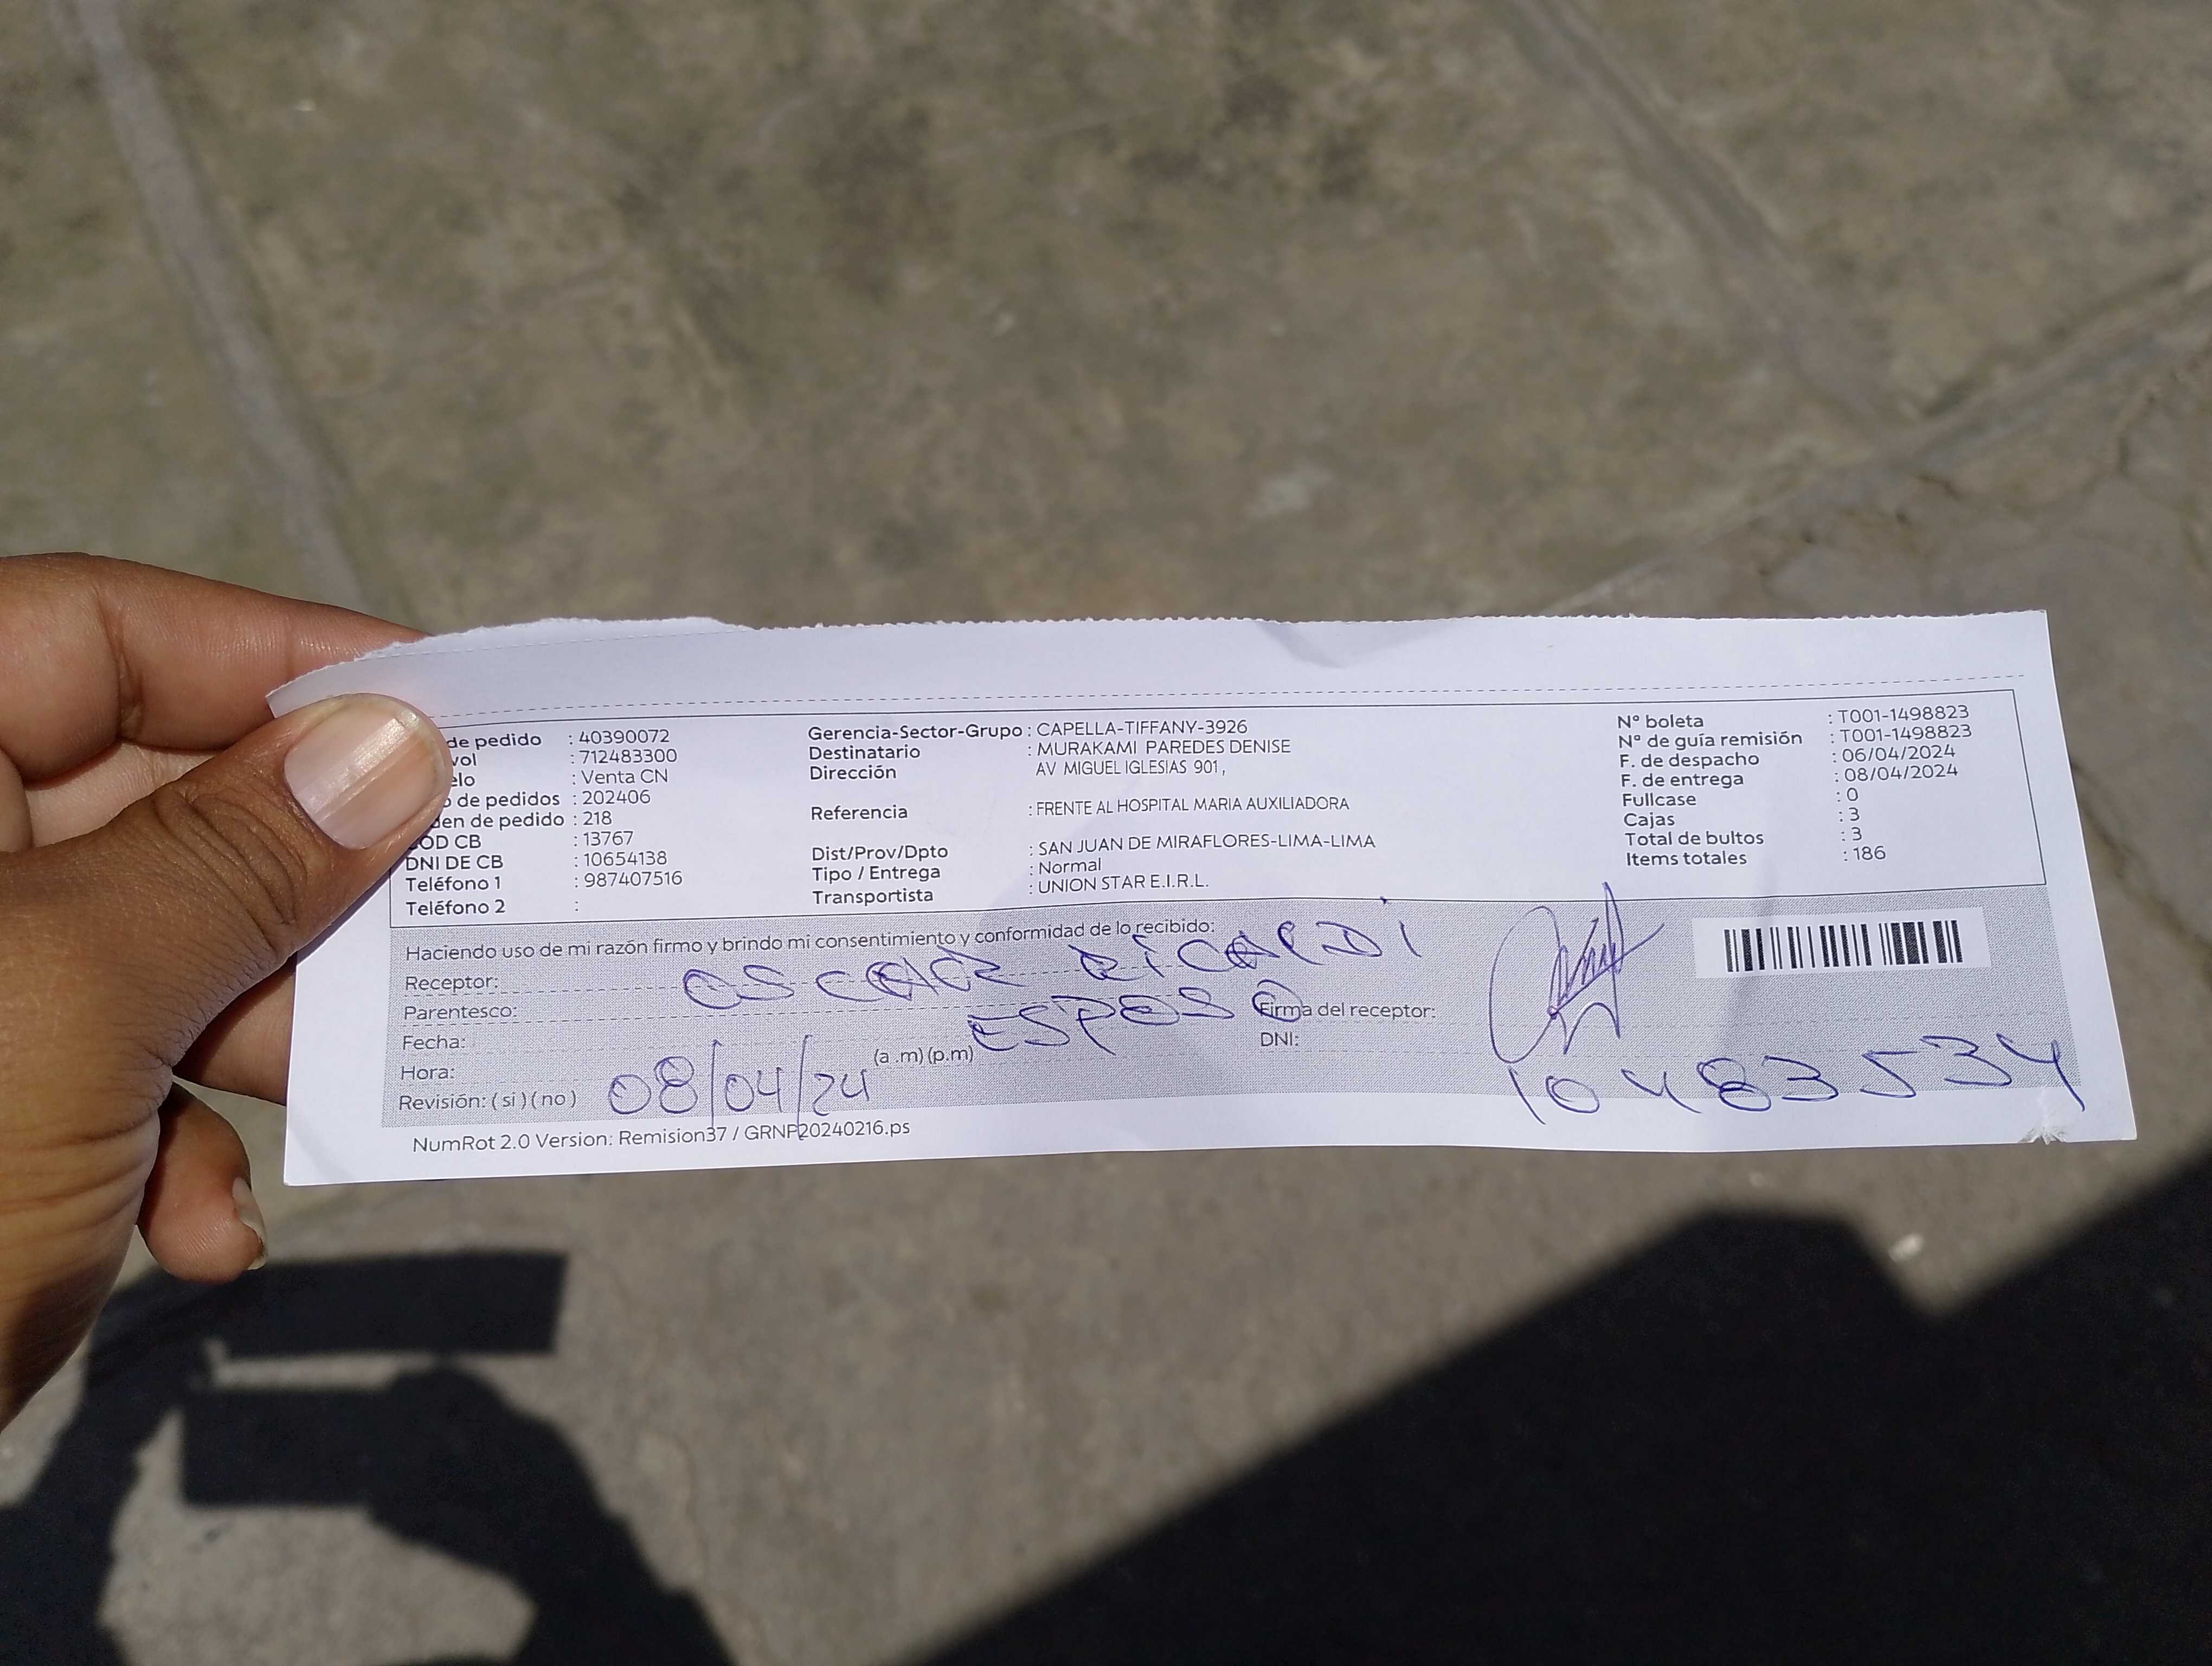 de pedido : 40390072
vol : 712483300
elo : Venta CN
de pedidos : 202406
den de pedido : 218
OD CB : 13767
DNI DE CB : 10654138
Teléfono 1 : 987407516
Teléfono 2 :
Gerencia-Sector-Grupo : CAPELLA-TIFFANY-3926
Destinatario : MURAKAMI PAREDES DENISE
Dirección AV MIGUEL IGLESIAS 901,
Referencia : FRENTE AL HOSPITAL MARIA AUXILIADORA
Dist/Prov/Dpto : SAN JUAN DE MIRAFLORES-LIMA-LIMA
Tipo / Entrega : Normal
Transportista : UNION STAR E.I.R.L.
N° boleta : T001-1498823
N° de guía remisión : T001-1498823
F. de despacho : 06/04/2024
F. de entrega : 08/04/2024
Fullcase : 0
Cajas : 3
Total de bultos : 3
Items totales : 186
Haciendo uso de mi razón firmo y brindo mi consentimiento y conformidad de lo recibido:
Receptor: OSCAR RICARDI
Parentesco: ESPOSO
Firma del receptor:
Fecha: 08/04/24
DNI: 10483534
Hora: (a .m) (p.m)
Revisión: ( si ) ( no )
NumRot 2.0 Version: Remision37 / GRNP20240216.ps